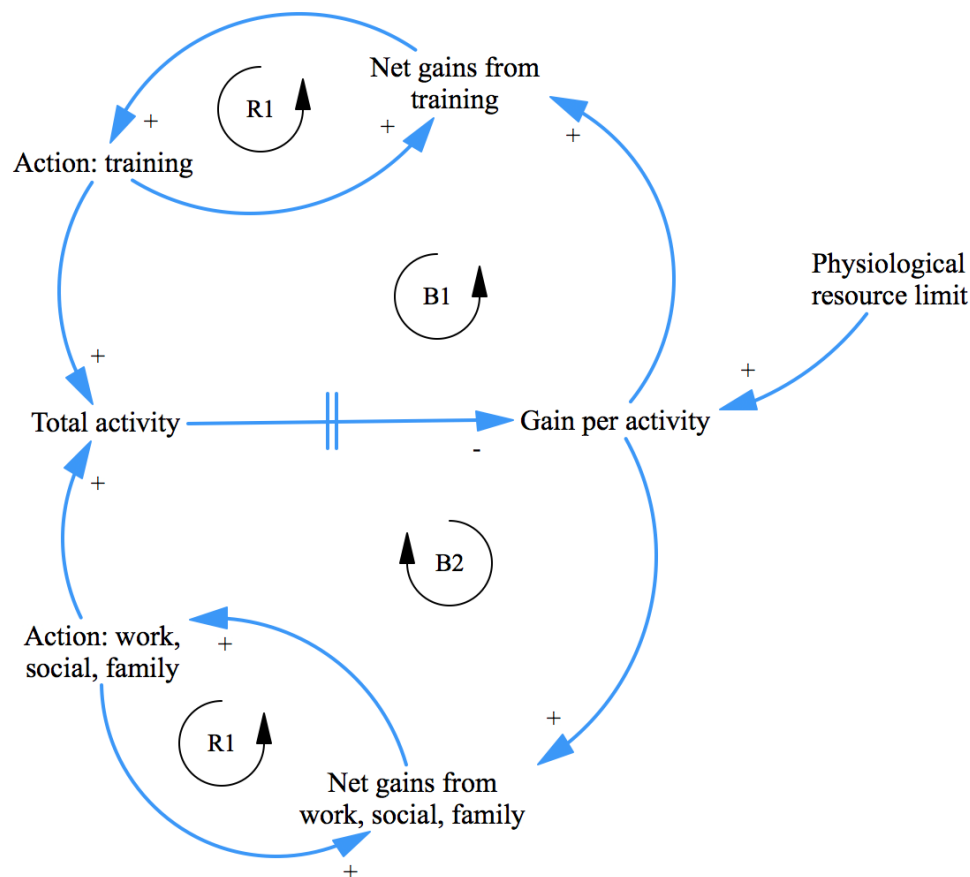 Net gains from
training
R1
+
+
+
Action: training
Physiological
resource limit
B1
+
+
Total activity
Gain per activity
-
+
B2
Action: work,
social, family
+
R1
+
Net gains from
work, social, family
+